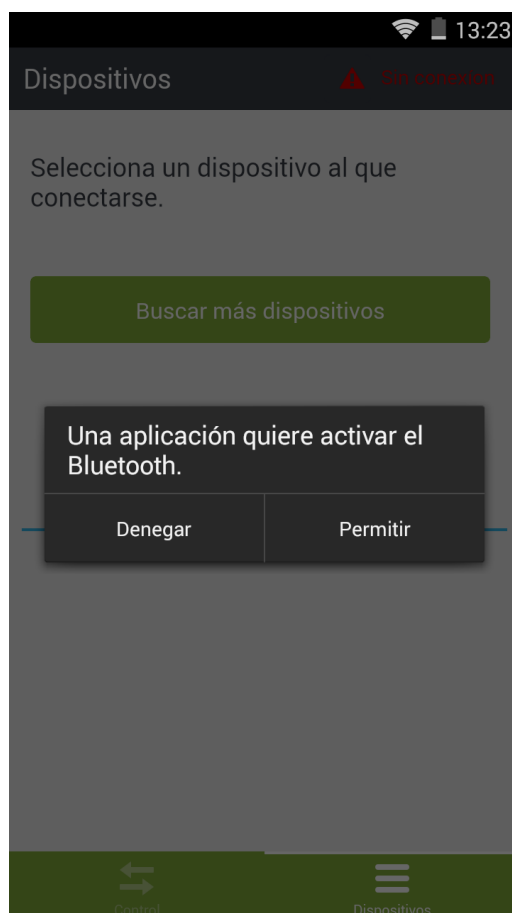 13:23
Dispositivos
Sin conexión
Selecciona un dispositivo al que
conectarse.
Buscar más dispositivos
Una aplicación quiere activar el
Bluetooth.
Denegar
Permitir
Control
Dispositivos